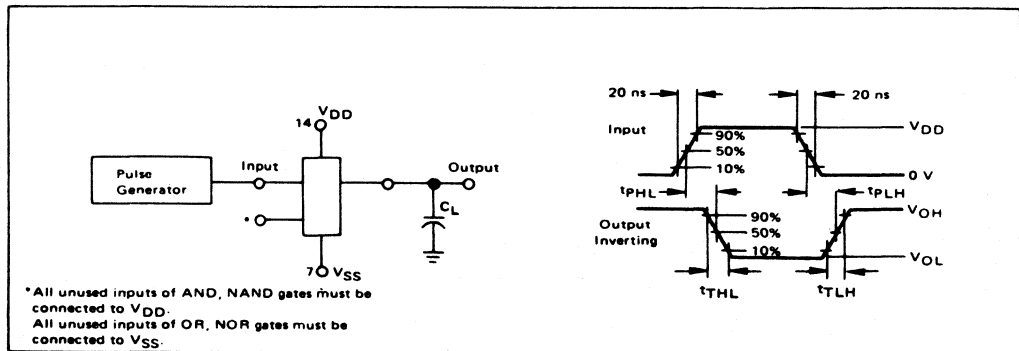 14 VDD
Pulse
Generator
Input
Output
CL
*
7 VSS
*All unused inputs of AND, NAND gates must be
connected to VDD.
All unused inputs of OR, NOR gates must be
connected to VSS.
20 ns
20 ns
Input
VDD
90%
50%
10%
0 V
tPHL
tPLH
Output
Inverting
90%
50%
10%
VOH
VOL
tTHL
tTLH